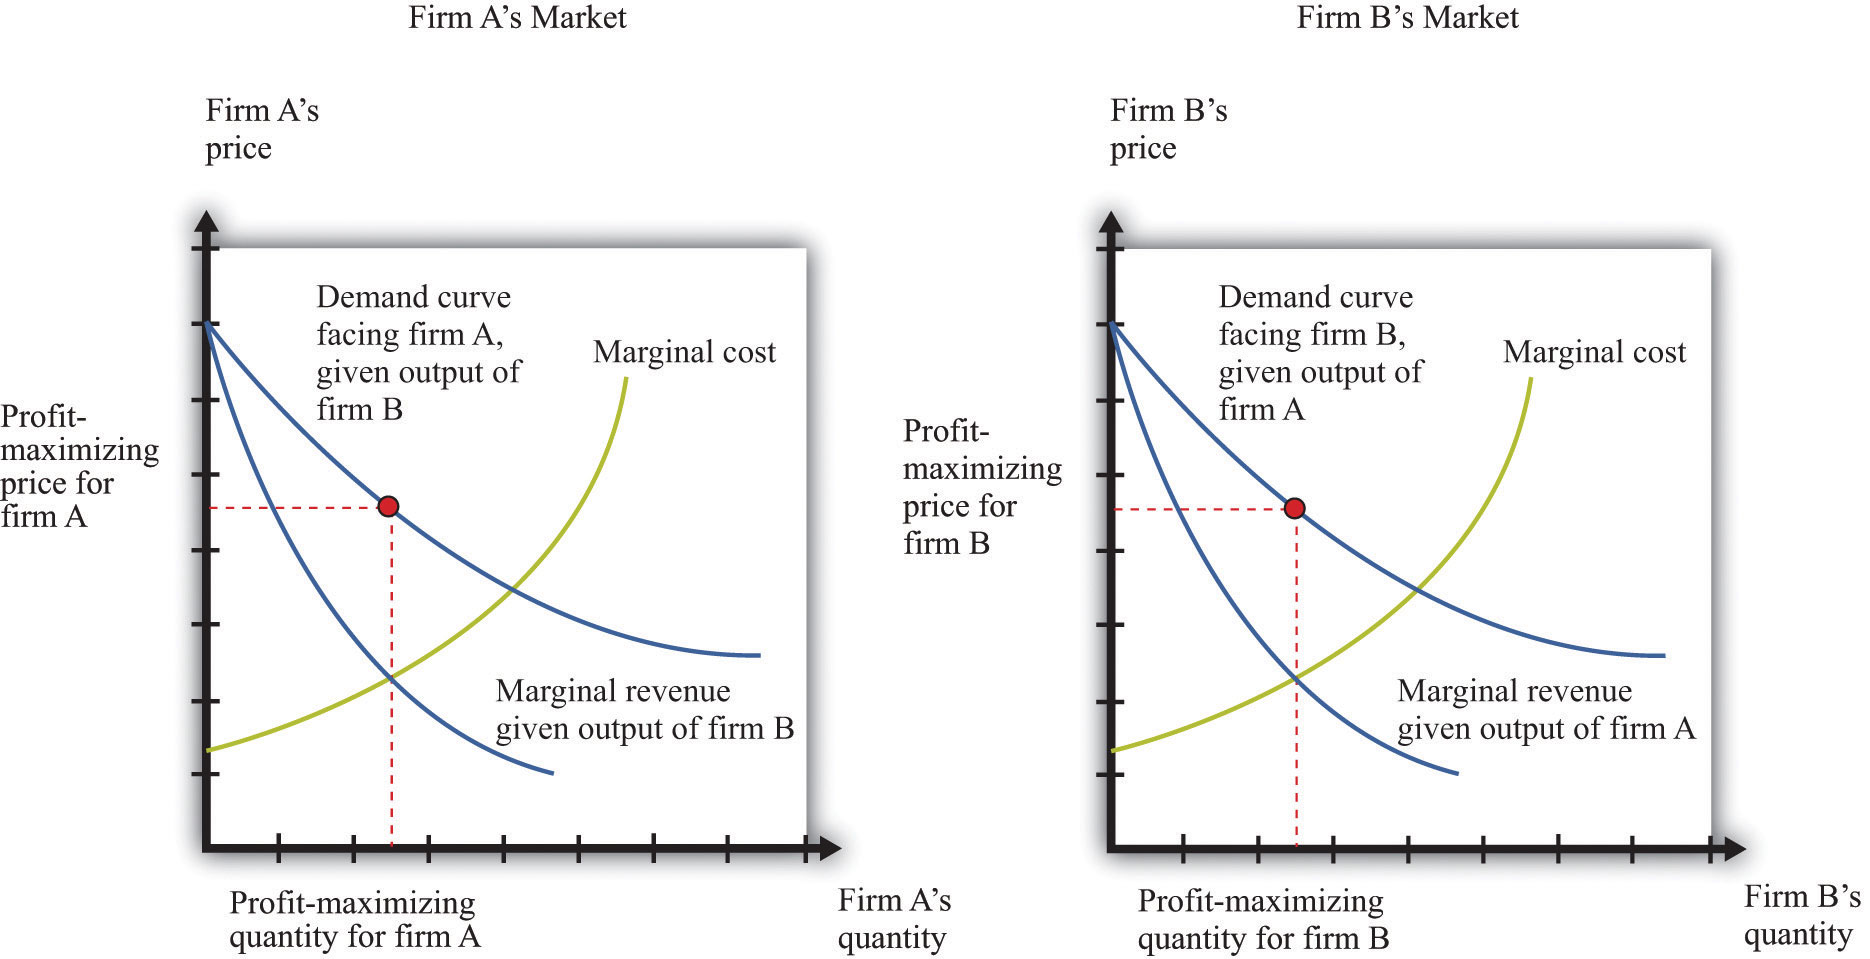 Firm A’s Market
Firm A’s
price
Demand curve
facing firm A,
given output of
firm B
Marginal cost
Profit-
maximizing
price for
firm A
Marginal revenue
given output of firm B
Profit-maximizing
quantity for firm A
Firm A’s
quantity
Firm B’s Market
Firm B’s
price
Demand curve
facing firm B,
given output of
firm A
Marginal cost
Profit-
maximizing
price for
firm B
Marginal revenue
given output of firm A
Profit-maximizing
quantity for firm B
Firm B’s
quantity